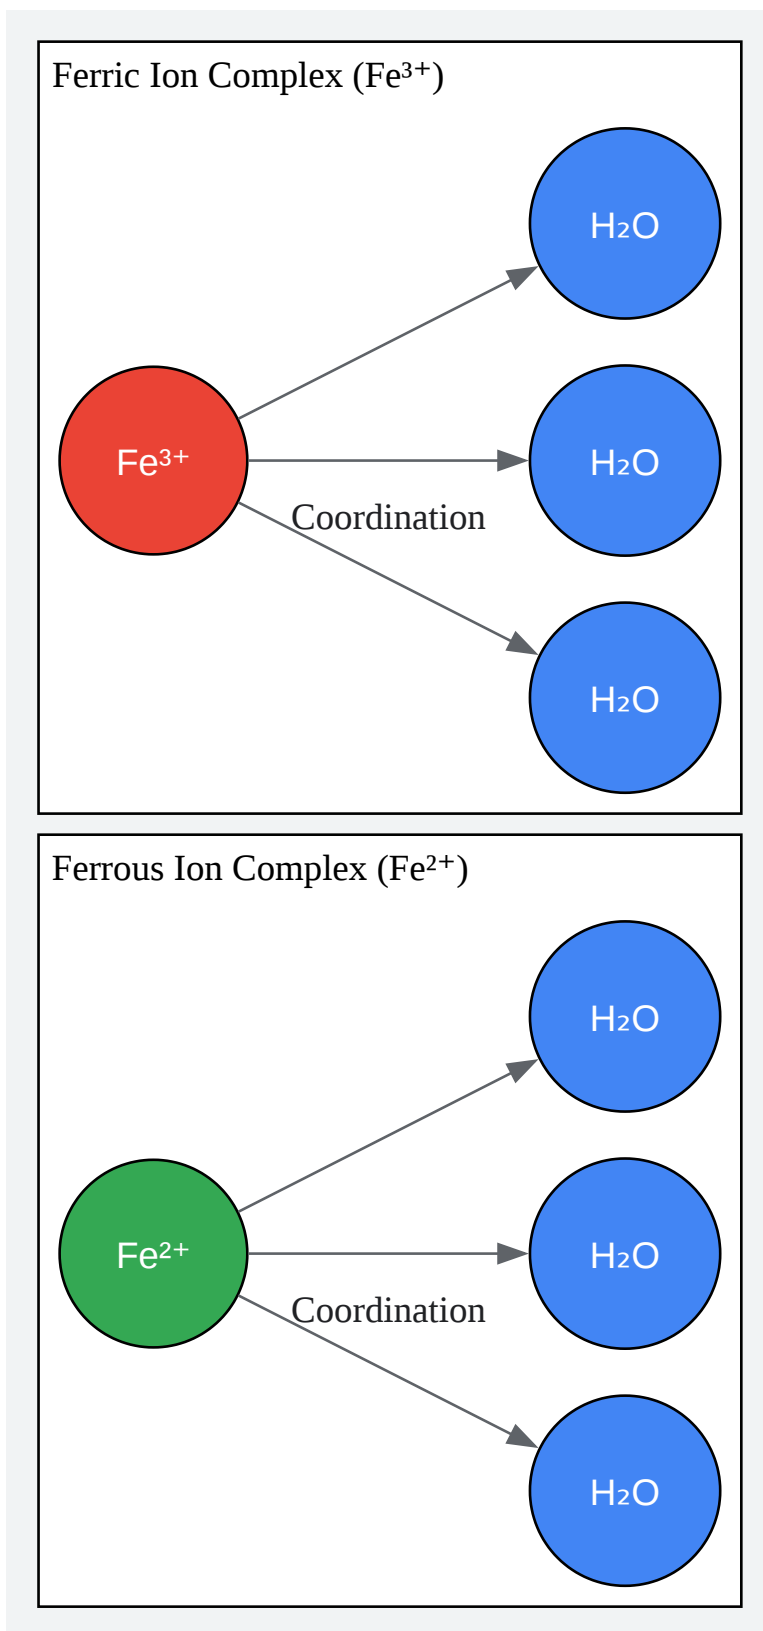 Ferric Ion Complex (Fe³⁺)
H₂O
Fe³⁺
H₂O
Coordination
H₂O
Ferrous Ion Complex (Fe²⁺)
H₂O
Fe²⁺
H₂O
Coordination
H₂O